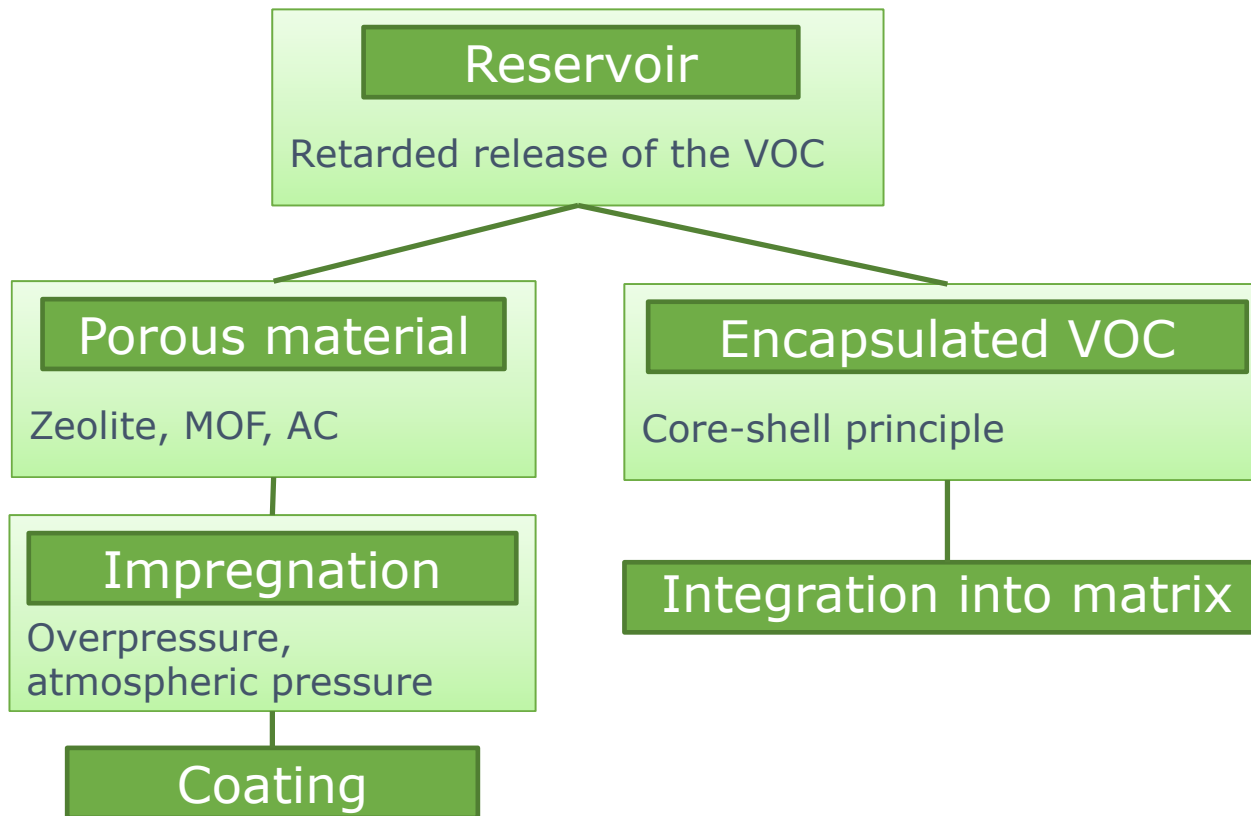 Reservoir
Retarded release of the VOC
Porous material
Zeolite, MOF, AC
Encapsulated VOC
Core-shell principle
Impregnation
Overpressure,
atmospheric pressure
Integration into matrix
Coating